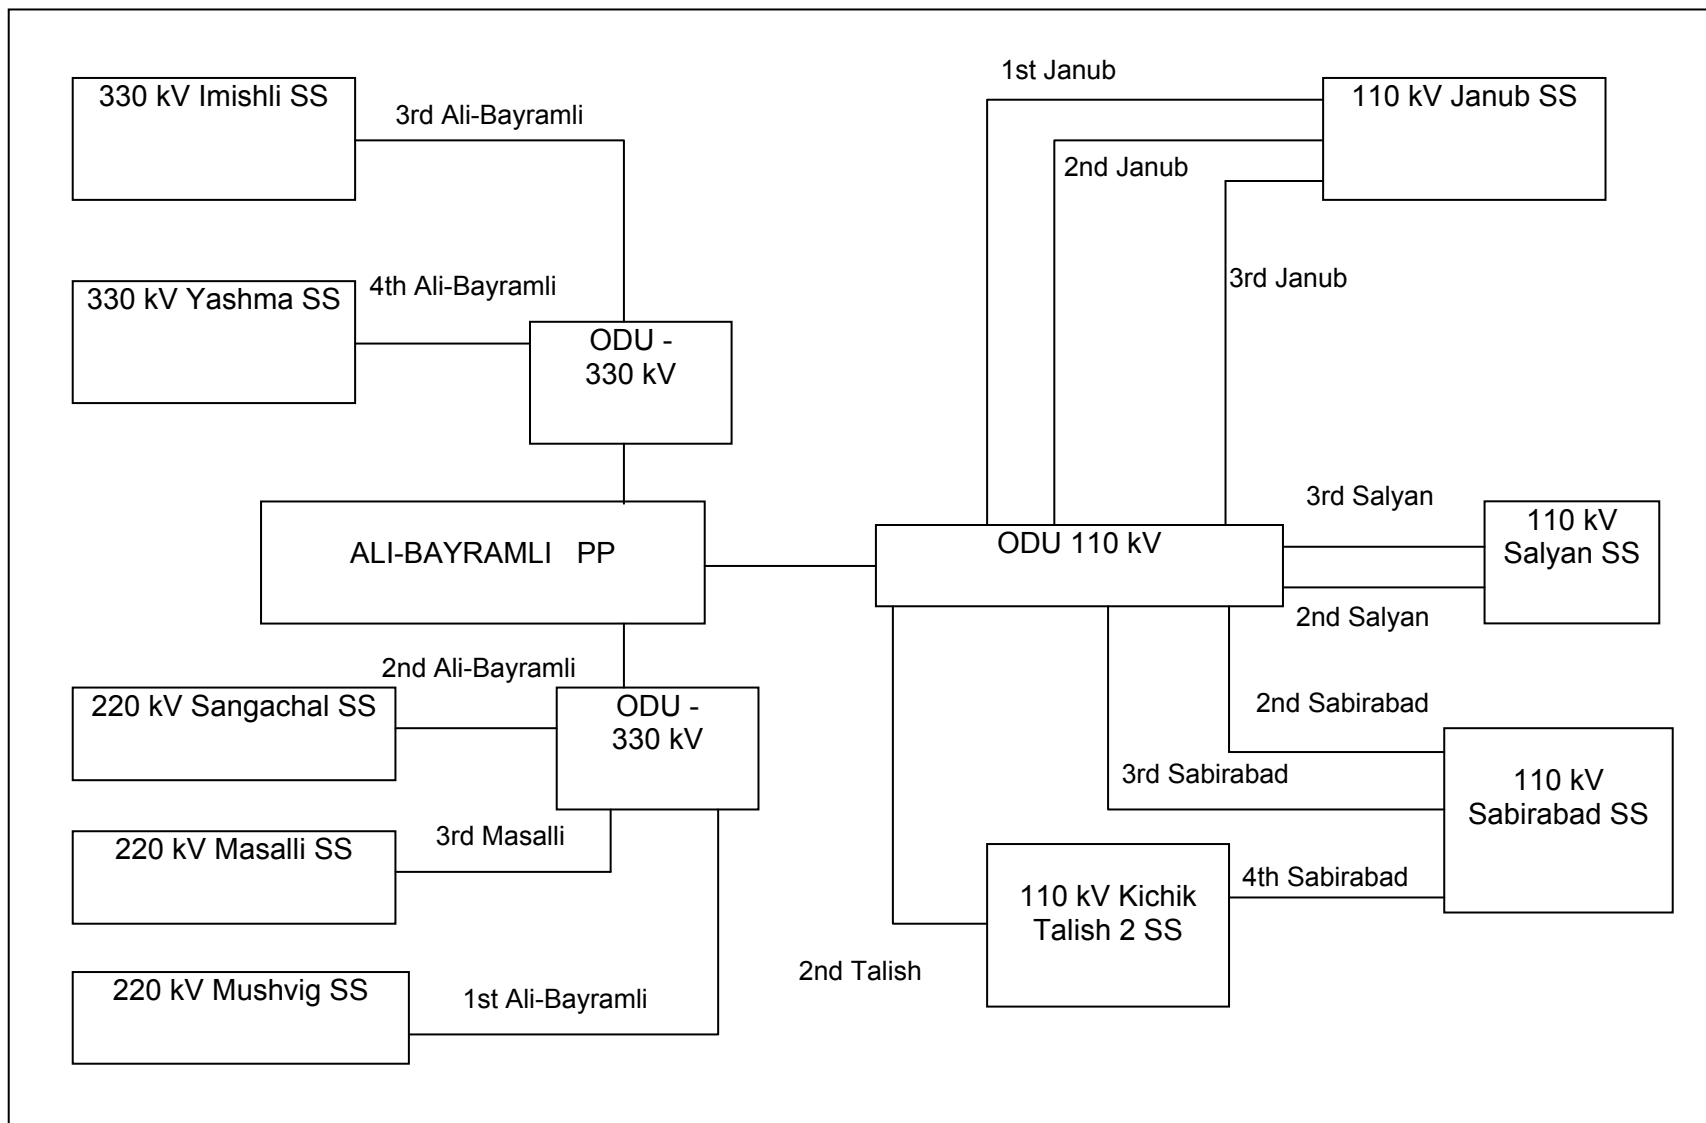 1st Janub
330 kV Imishli SS
110 kV Janub SS
3rd Ali-Bayramli
2nd Janub
4th Ali-Bayramli
3rd Janub
330 kV Yashma SS
ODU -
330 kV
3rd Salyan
110 kV
Salyan SS
ALI-BAYRAMLI PP
ODU 110 kV
2nd Salyan
2nd Ali-Bayramli
220 kV Sangachal SS
ODU -
330 kV
2nd Sabirabad
3rd Sabirabad
110 kV
Sabirabad SS
220 kV Masalli SS
3rd Masalli
4th Sabirabad
110 kV Kichik
Talish 2 SS
2nd Talish
220 kV Mushvig SS
1st Ali-Bayramli